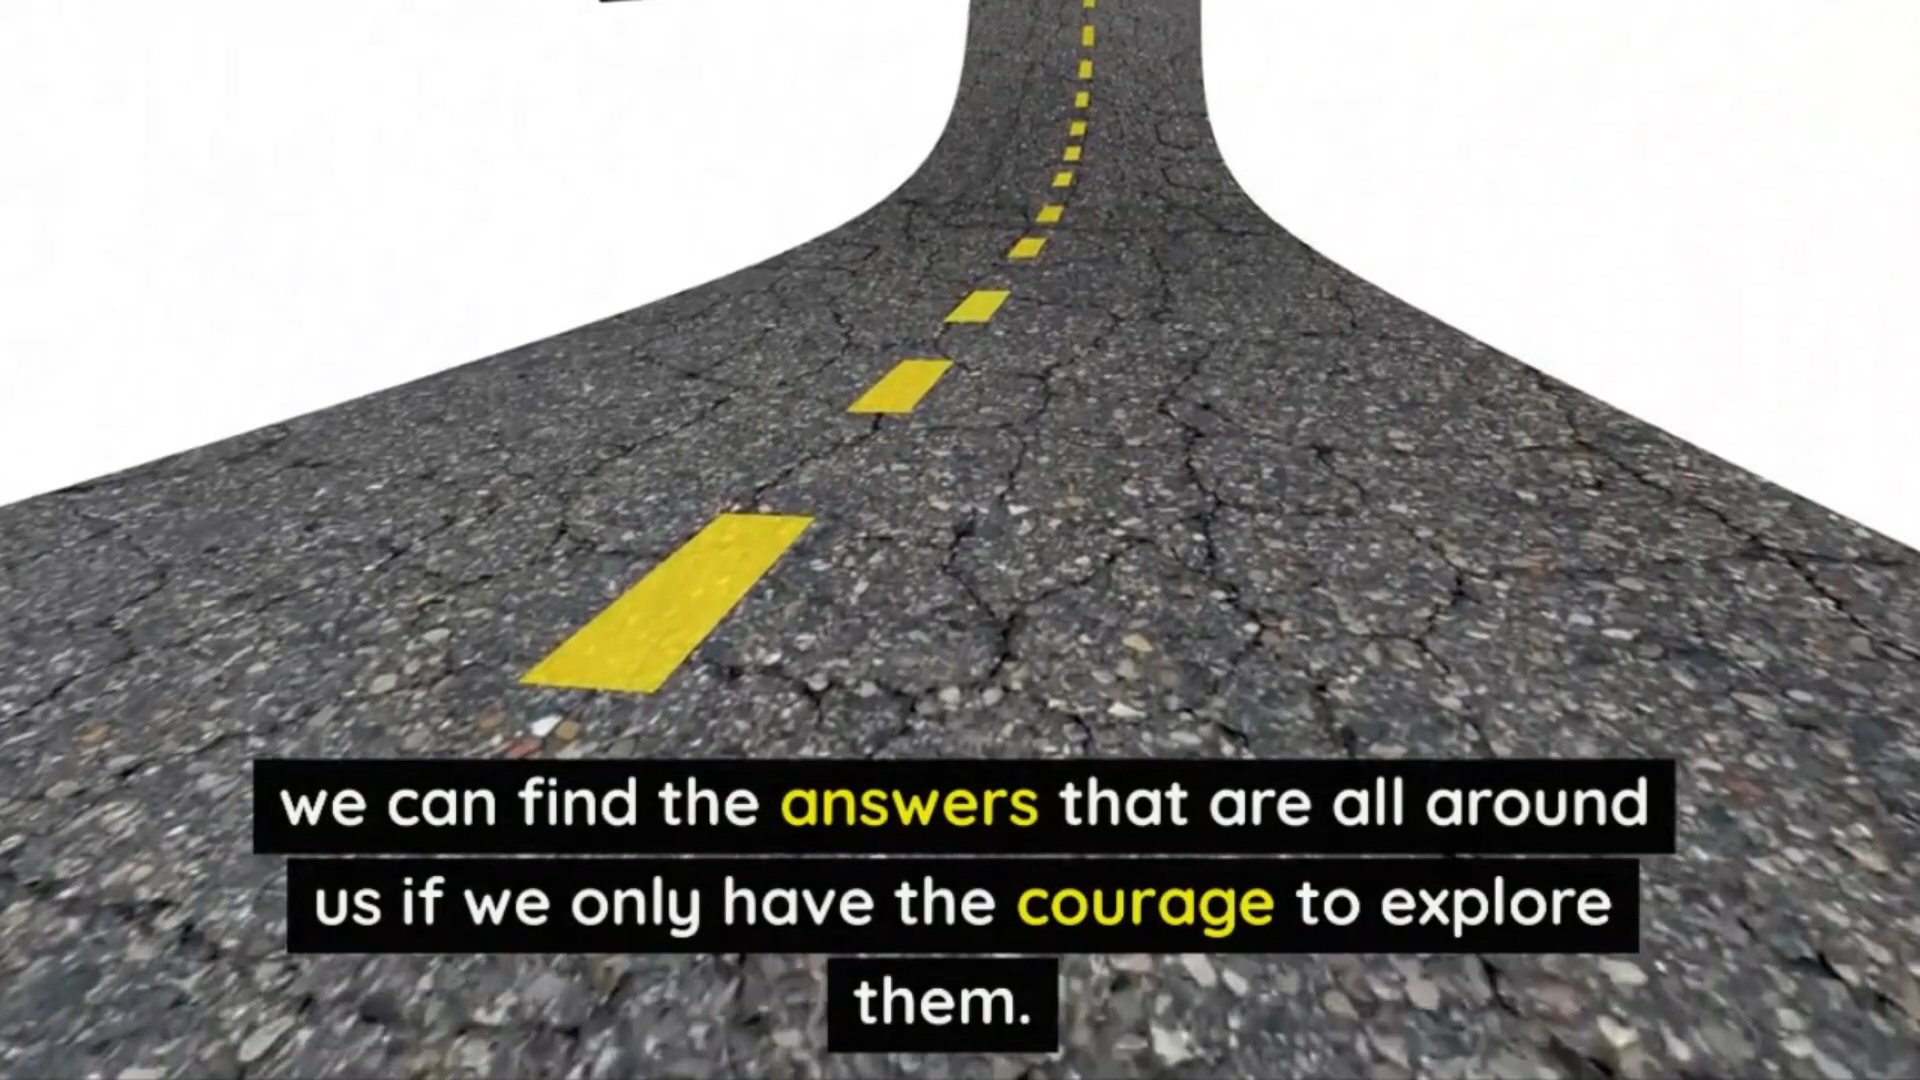 we can find the answers that are all around
us if we only have the courage to explore
them.